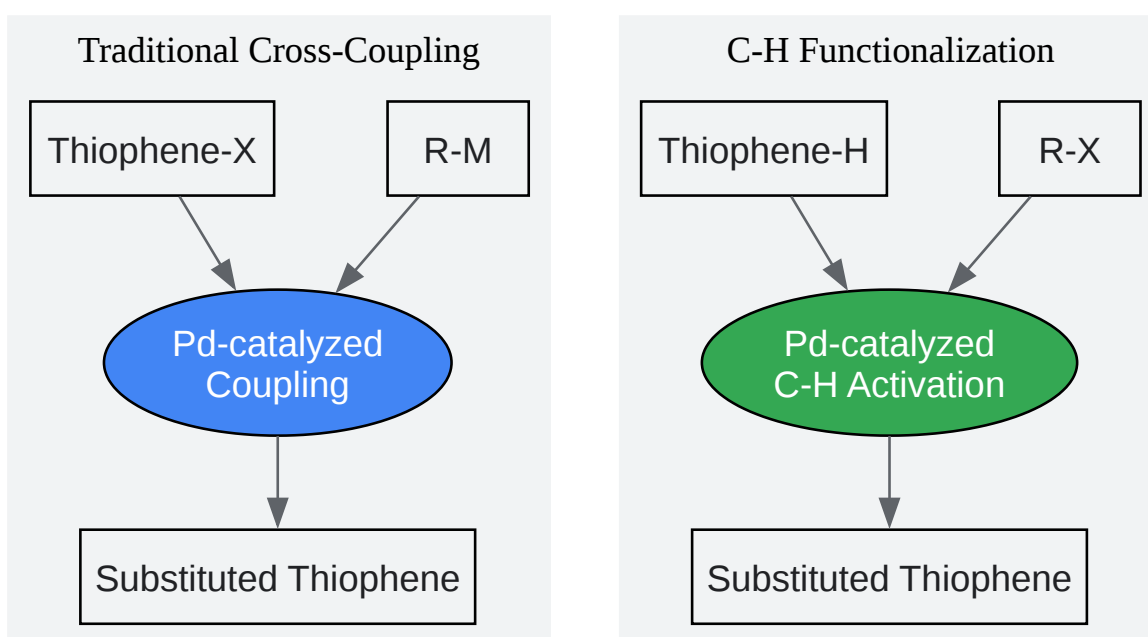 Traditional Cross-Coupling
Thiophene-X
R-M
Pd-catalyzed
Coupling
Substituted Thiophene
C-H Functionalization
Thiophene-H
R-X
Pd-catalyzed
C-H Activation
Substituted Thiophene